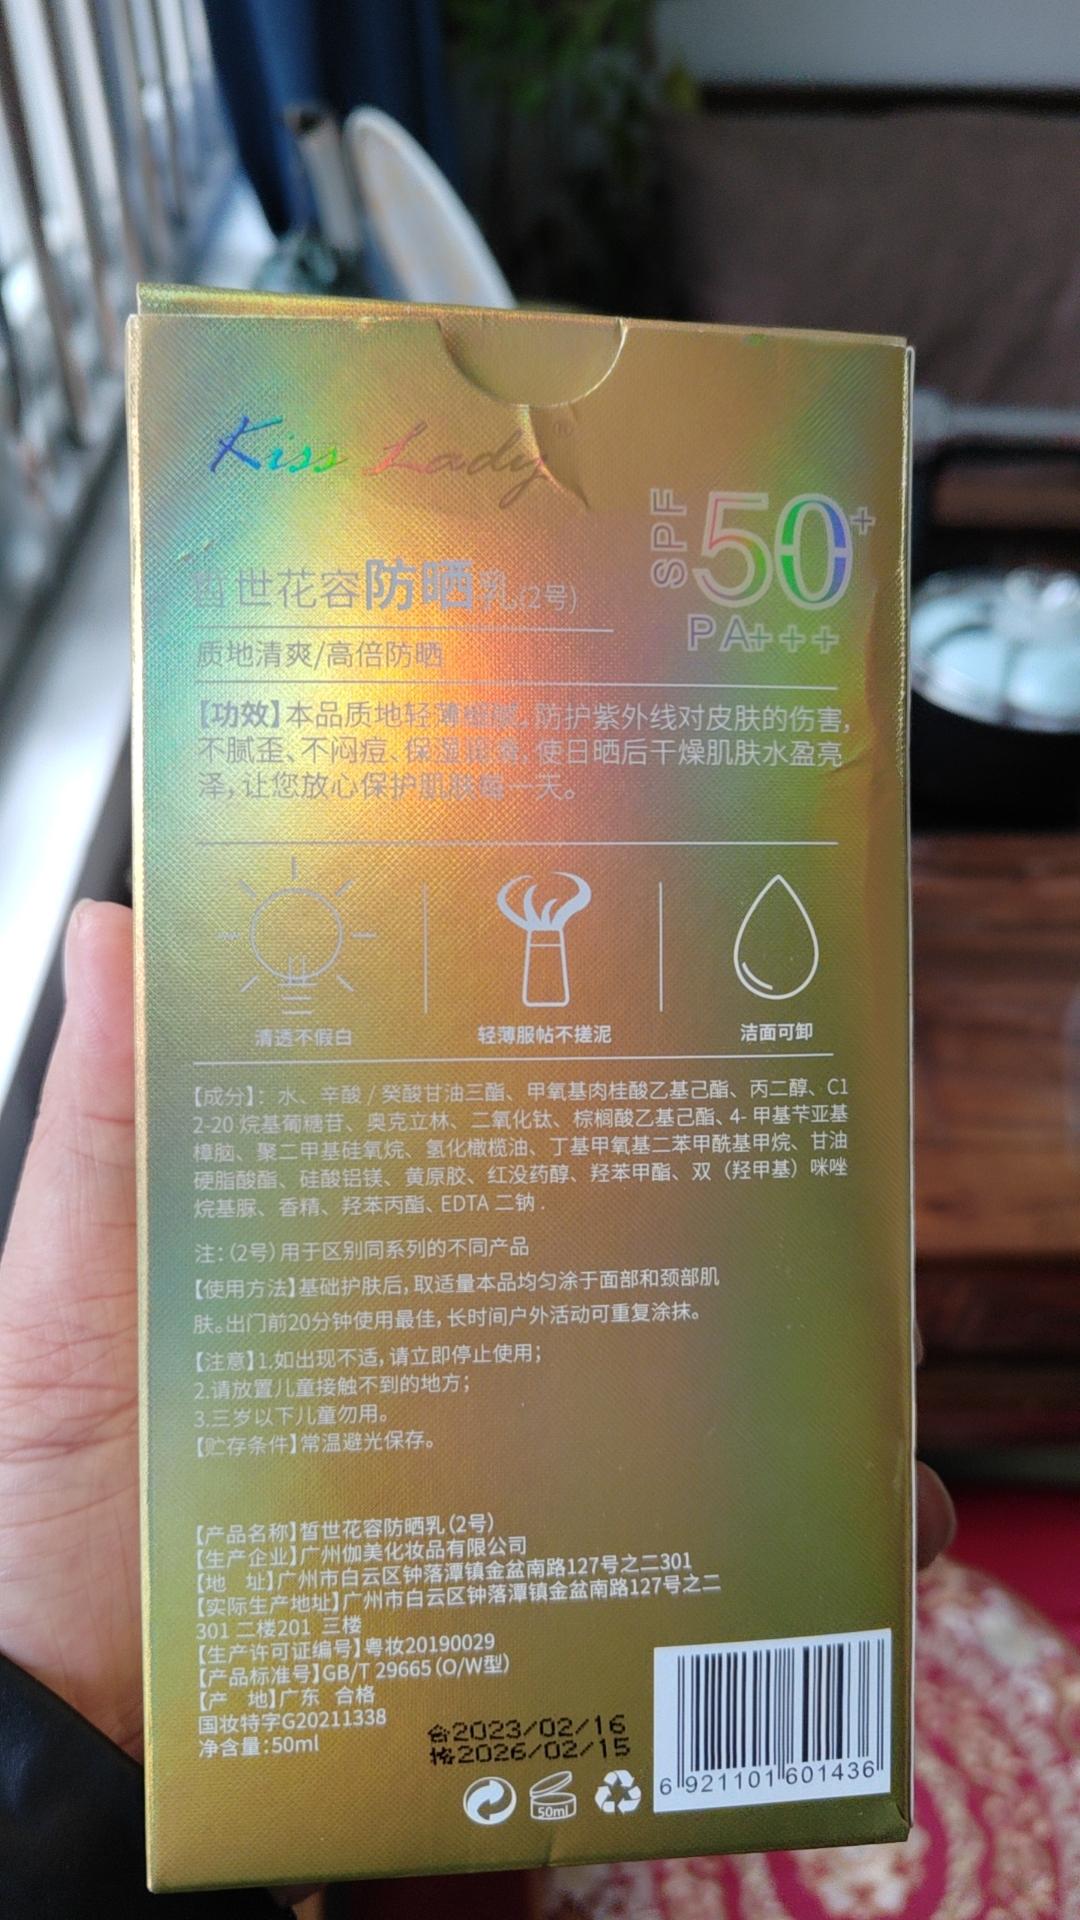 Kiss Lady®
SPF 50+
PA+++
皙世花容防晒乳(2号)
质地清爽/高倍防晒
【功效】本品质地轻薄细腻,防护紫外线对皮肤的伤害,
不腻歪、不闷痘、保湿滋润,使日晒后干燥肌肤水盈亮
泽,让您放心保护肌肤每一天。
清透不假白
轻薄服帖不搓泥
洁面可卸
【成分】：水、辛酸/癸酸甘油三酯、甲氧基肉桂酸乙基己酯、丙二醇、C1
2-20 烷基葡糖苷、奥克立林、二氧化钛、棕榈酸乙基己酯、4- 甲基苄亚基
樟脑、聚二甲基硅氧烷、氢化橄榄油、丁基甲氧基二苯甲酰基甲烷、甘油
硬脂酸酯、硅酸铝镁、黄原胶、红没药醇、羟苯甲酯、双（羟甲基）咪唑
烷基脲、香精、羟苯丙酯、EDTA 二钠 .
注：(2号)用于区别同系列的不同产品
【使用方法】基础护肤后,取适量本品均匀涂于面部和颈部肌
肤。出门前20分钟使用最佳,长时间户外活动可重复涂抹。
【注意】1.如出现不适,请立即停止使用；
2.请放置儿童接触不到的地方；
3.三岁以下儿童勿用。
【贮存条件】常温避光保存。
【产品名称】皙世花容防晒乳(2号)
【生产企业】广州伽美化妆品有限公司
【地 址】广州市白云区钟落潭镇金盆南路127号之二301
【实际生产地址】广州市白云区钟落潭镇金盆南路127号之二
301 二楼201 三楼
【生产许可证编号】粤妆20190029
【产品标准号】GB/T 29665(O/W型)
【产 地】广东 合格
国妆特字G20211338
净含量:50ml
合2023/02/16
按2026/02/15
50ml
6 921101 601436